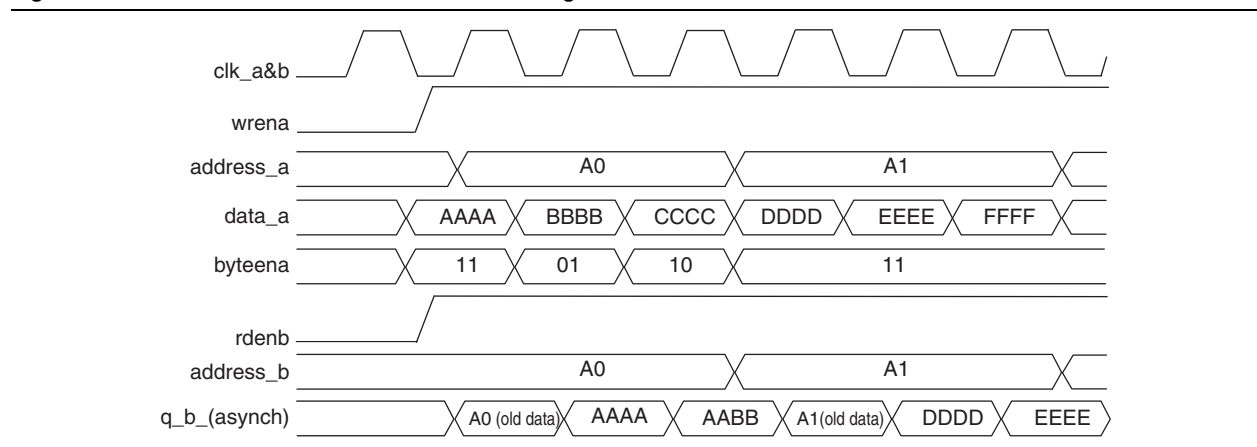 clk_a&b
wrena
address_a A0 A1
data_a AAAA BBBB CCCC DDDD EEEE FFFF
byteena 11 01 10 11
rdenb
address_b A0 A1
q_b_(asynch) A0 (old data) AAAA AABB A1(old data) DDDD EEEE